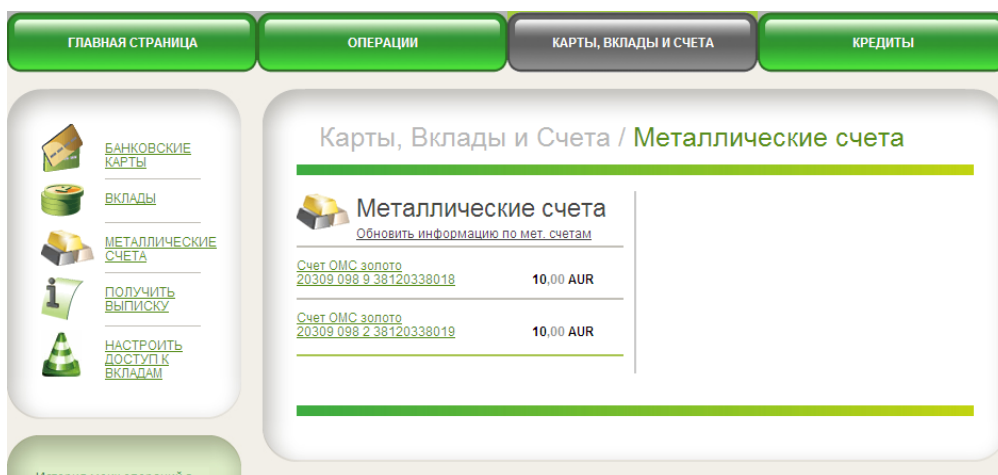 ГЛАВНАЯ СТРАНИЦА
ОПЕРАЦИИ
КАРТЫ, ВКЛАДЫ И СЧЕТА
КРЕДИТЫ
БАНКОВСКИЕ
КАРТЫ
ВКЛАДЫ
МЕТАЛЛИЧЕСКИЕ
СЧЕТА
ПОЛУЧИТЬ
ВЫПИСКУ
НАСТРОИТЬ
ДОСТУП К
ВКЛАДАМ
Карты, Вклады и Счета / Металлические счета
Металлические счета
Обновить информацию по мет. счетам
Счет ОМС золото
20309 098 9 38120338018 10,00 AUR
Счет ОМС золото
20309 098 2 38120338019 10,00 AUR